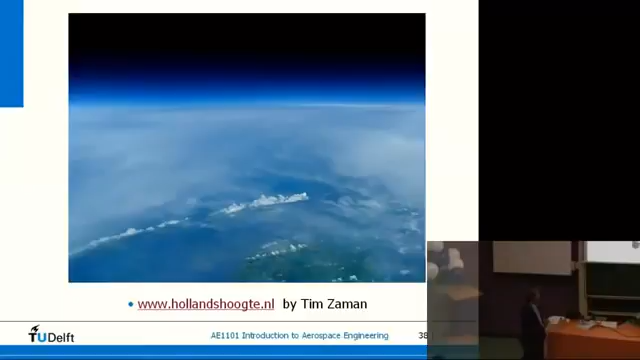 • www.hollandshoogte.nl by Tim Zaman
TUDelft
AE1101 Introduction to Aerospace Engineering
38